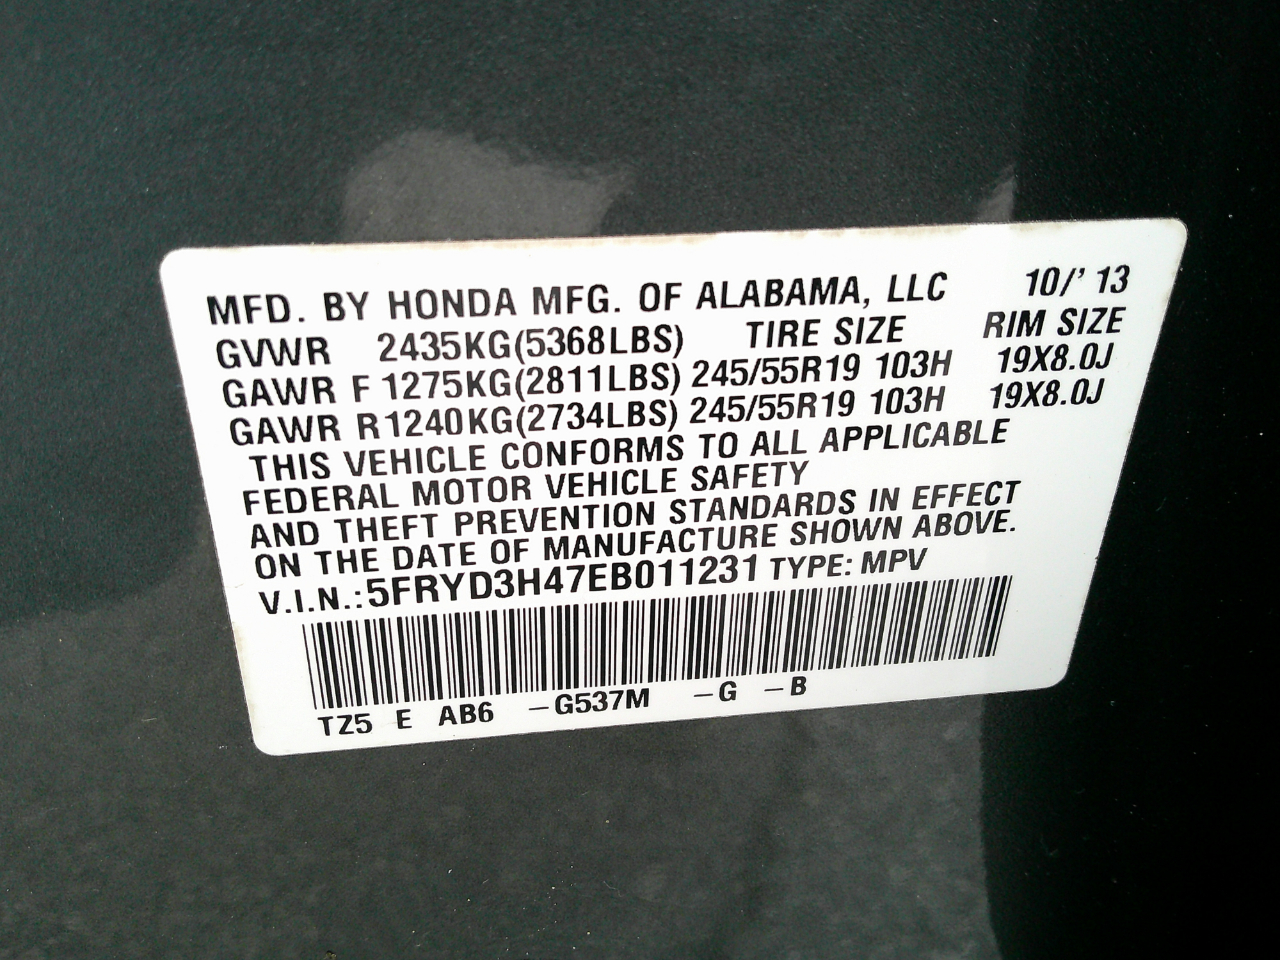 MFD. BY HONDA MFG. OF ALABAMA, LLC 10/' 13
GVWR 2435KG(5368LBS) TIRE SIZE RIM SIZE
GAWR F 1275KG(2811LBS) 245/55R19 103H 19X8.0J
GAWR R 1240KG(2734LBS) 245/55R19 103H 19X8.0J
THIS VEHICLE CONFORMS TO ALL APPLICABLE
FEDERAL MOTOR VEHICLE SAFETY
AND THEFT PREVENTION STANDARDS IN EFFECT
ON THE DATE OF MANUFACTURE SHOWN ABOVE.
V.I.N.: 5FRYD3H47EB011231 TYPE: MPV
TZ5 E AB6 –G537M –G –B